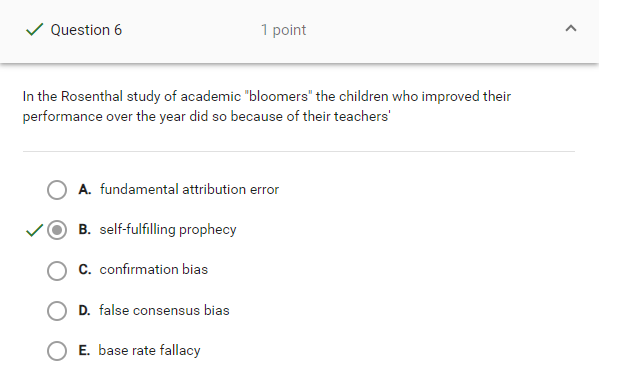 Question 6 1 point
In the Rosenthal study of academic "bloomers" the children who improved their
performance over the year did so because of their teachers'
A. fundamental attribution error
B. self-fulfilling prophecy
C. confirmation bias
D. false consensus bias
E. base rate fallacy